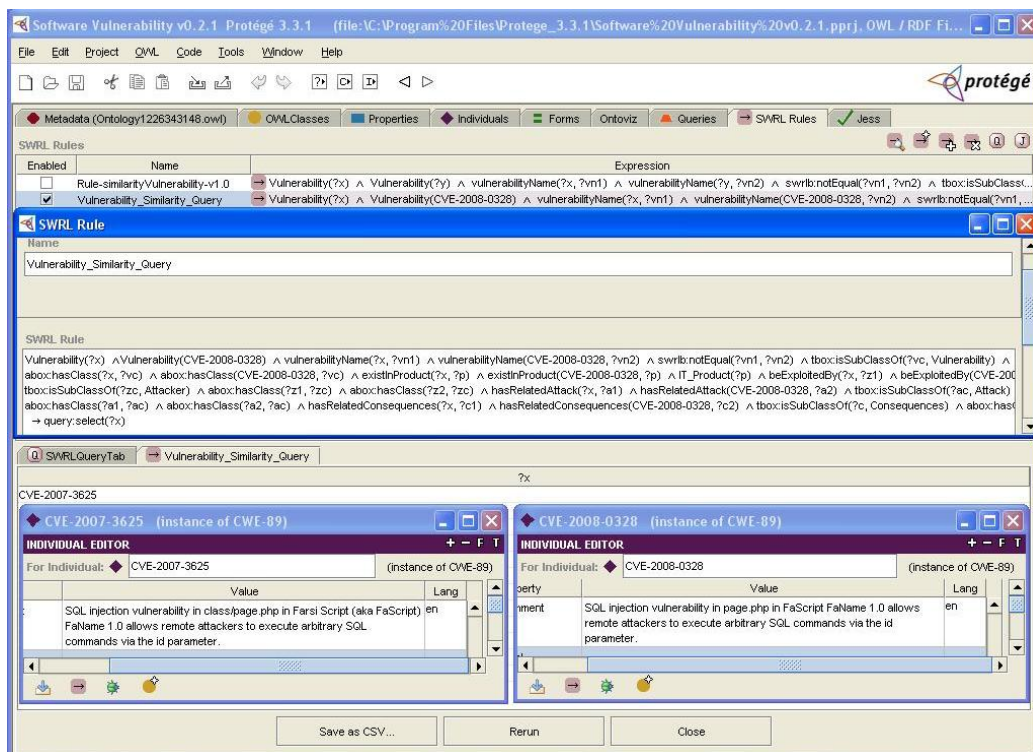 Software Vulnerability v0.2.1 Protégé 3.3.1 (file:\C:\Program%20Files\Protege_3.3.1\Software%20Vulnerability%20v0.2.1.pprj, OWL / RDF Fi...
File Edit Project OWL Code Tools Window Help
protégé
Metadata (Ontology1226343148.owl) OWLClasses Properties Individuals Forms Ontoviz Queries SWRL Rules Jess
SWRL Rules
Enabled Name Expression
Rule-similarityVulnerability-v1.0 → Vulnerability(?x) ∧ Vulnerability(?y) ∧ vulnerabilityName(?x, ?vn1) ∧ vulnerabilityName(?y, ?vn2) ∧ swrlb:notEqual(?vn1, ?vn2) ∧ tbox:isSubClass(...
Vulnerability_Similarity_Query → Vulnerability(?x) ∧ Vulnerability(CVE-2008-0328) ∧ vulnerabilityName(?x, ?vn1) ∧ vulnerabilityName(CVE-2008-0328, ?vn2) ∧ swrlb:notEqual(?vn1, ...
SWRL Rule
Name
Vulnerability_Similarity_Query
SWRL Rule
Vulnerability(?x) ∧Vulnerability(CVE-2008-0328) ∧ vulnerabilityName(?x, ?vn1) ∧ vulnerabilityName(CVE-2008-0328, ?vn2) ∧ swrlb:notEqual(?vn1, ?vn2) ∧ tbox:isSubClassOf(?vc, Vulnerability) ∧
abox:hasClass(?x, ?vc) ∧ abox:hasClass(CVE-2008-0328, ?vc) ∧ existInProduct(?x, ?p) ∧ existInProduct(CVE-2008-0328, ?p) ∧ IT_Product(?p) ∧ beExploitedBy(?x, ?z1) ∧ beExploitedBy(CVE-200
tbox:isSubClassOf(?zc, Attacker) ∧ abox:hasClass(?z1, ?zc) ∧ abox:hasClass(?z2, ?zc) ∧ hasRelatedAttack(?x, ?a1) ∧ hasRelatedAttack(CVE-2008-0328, ?a2) ∧ tbox:isSubClassOf(?ac, Attack)
abox:hasClass(?a1, ?ac) ∧ abox:hasClass(?a2, ?ac) ∧ hasRelatedConsequences(?x, ?c1) ∧ hasRelatedConsequences(CVE-2008-0328, ?c2) ∧ tbox:isSubClassOf(?c, Consequences) ∧ abox:has
→ query:select(?x)
SWRLQueryTab Vulnerability_Similarity_Query
?x
CVE-2007-3625
CVE-2007-3625 (instance of CWE-89)
INDIVIDUAL EDITOR + − F T
For Individual: CVE-2007-3625 (instance of CWE-89)
Value Lang
SQL injection vulnerability in class/page.php in Farsi Script (aka FaScript) en
FaName 1.0 allows remote attackers to execute arbitrary SQL
commands via the id parameter.
CVE-2008-0328 (instance of CWE-89)
INDIVIDUAL EDITOR + − F T
For Individual: CVE-2008-0328 (instance of CWE-89)
perty Value Lang
nment SQL injection vulnerability in page.php in FaScript FaName 1.0 allows en
remote attackers to execute arbitrary SQL commands via the id
parameter.
Save as CSV... Rerun Close